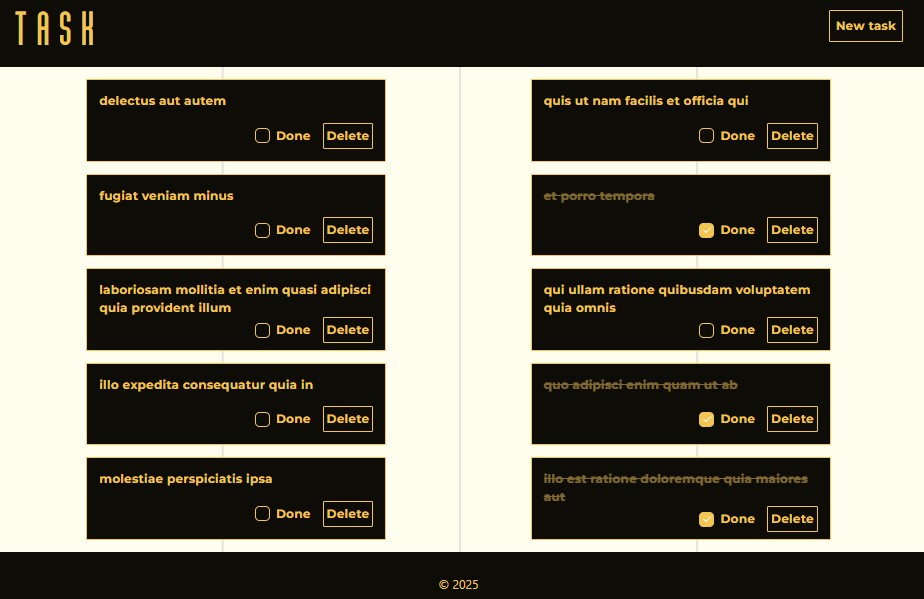 TASK
New task
delectus aut autem
Done Delete
quis ut nam facilis et officia qui
Done Delete
fugiat veniam minus
Done Delete
et porro tempora
Done Delete
laboriosam mollitia et enim quasi adipisci
quia provident illum
Done Delete
qui ullam ratione quibusdam voluptatem
quia omnis
Done Delete
illo expedita consequatur quia in
Done Delete
quo adipisci enim quam ut ab
Done Delete
molestiae perspiciatis ipsa
Done Delete
illo est ratione doloremque quia maiores
aut
Done Delete
© 2025